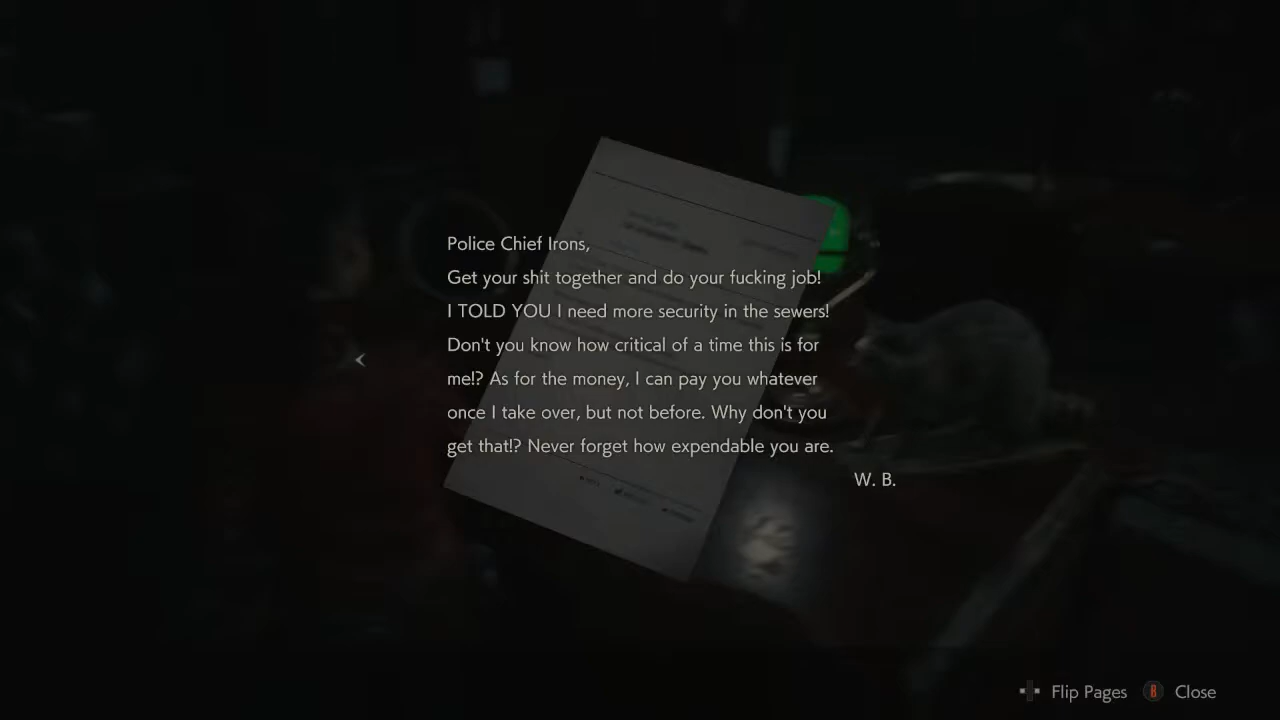 Police Chief Irons,
Get your shit together and do your fucking job!
I TOLD YOU I need more security in the sewers!
Don't you know how critical of a time this is for
me!? As for the money, I can pay you whatever
once I take over, but not before. Why don't you
get that!? Never forget how expendable you are.
W. B.
Flip Pages B Close